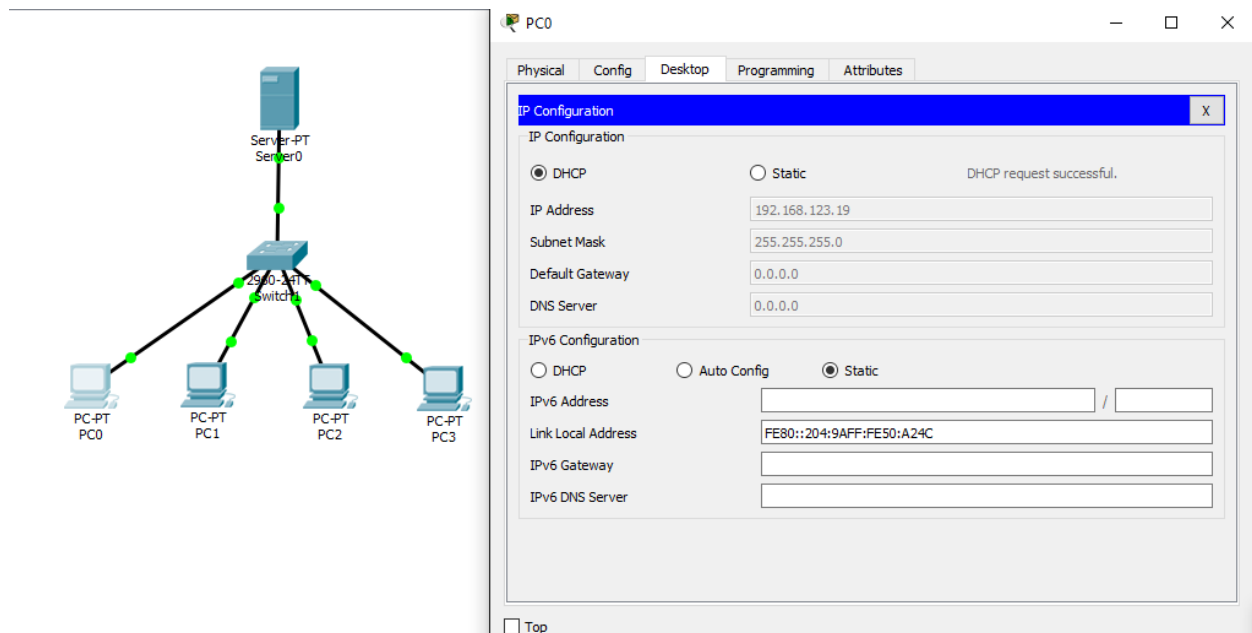 Server-PT
Server0
2960-24TT
Switch1
PC-PT
PC0
PC-PT
PC1
PC-PT
PC2
PC-PT
PC3
PC0
Physical Config Desktop Programming Attributes
IP Configuration X
IP Configuration
DHCP Static DHCP request successful.
IP Address 192.168.123.19
Subnet Mask 255.255.255.0
Default Gateway 0.0.0.0
DNS Server 0.0.0.0
IPv6 Configuration
DHCP Auto Config Static
IPv6 Address /
Link Local Address FE80::204:9AFF:FE50:A24C
IPv6 Gateway
IPv6 DNS Server
Top